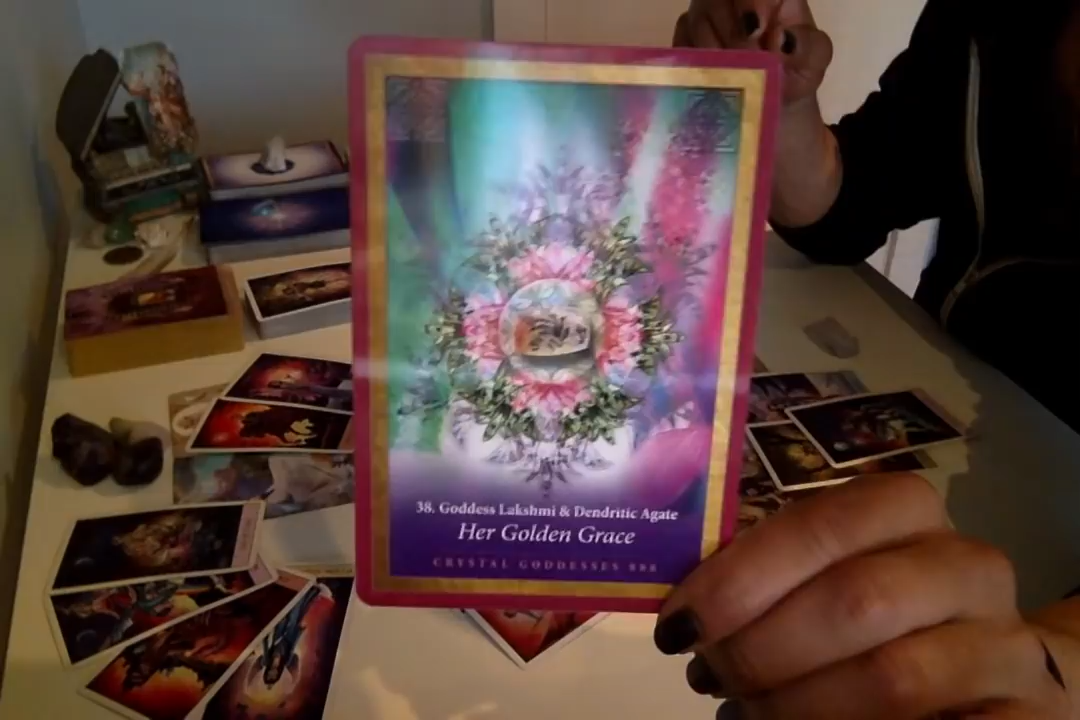 38. Goddess Lakshmi & Dendritic Agate
Her Golden Grace
CRYSTAL GODDESSES 888